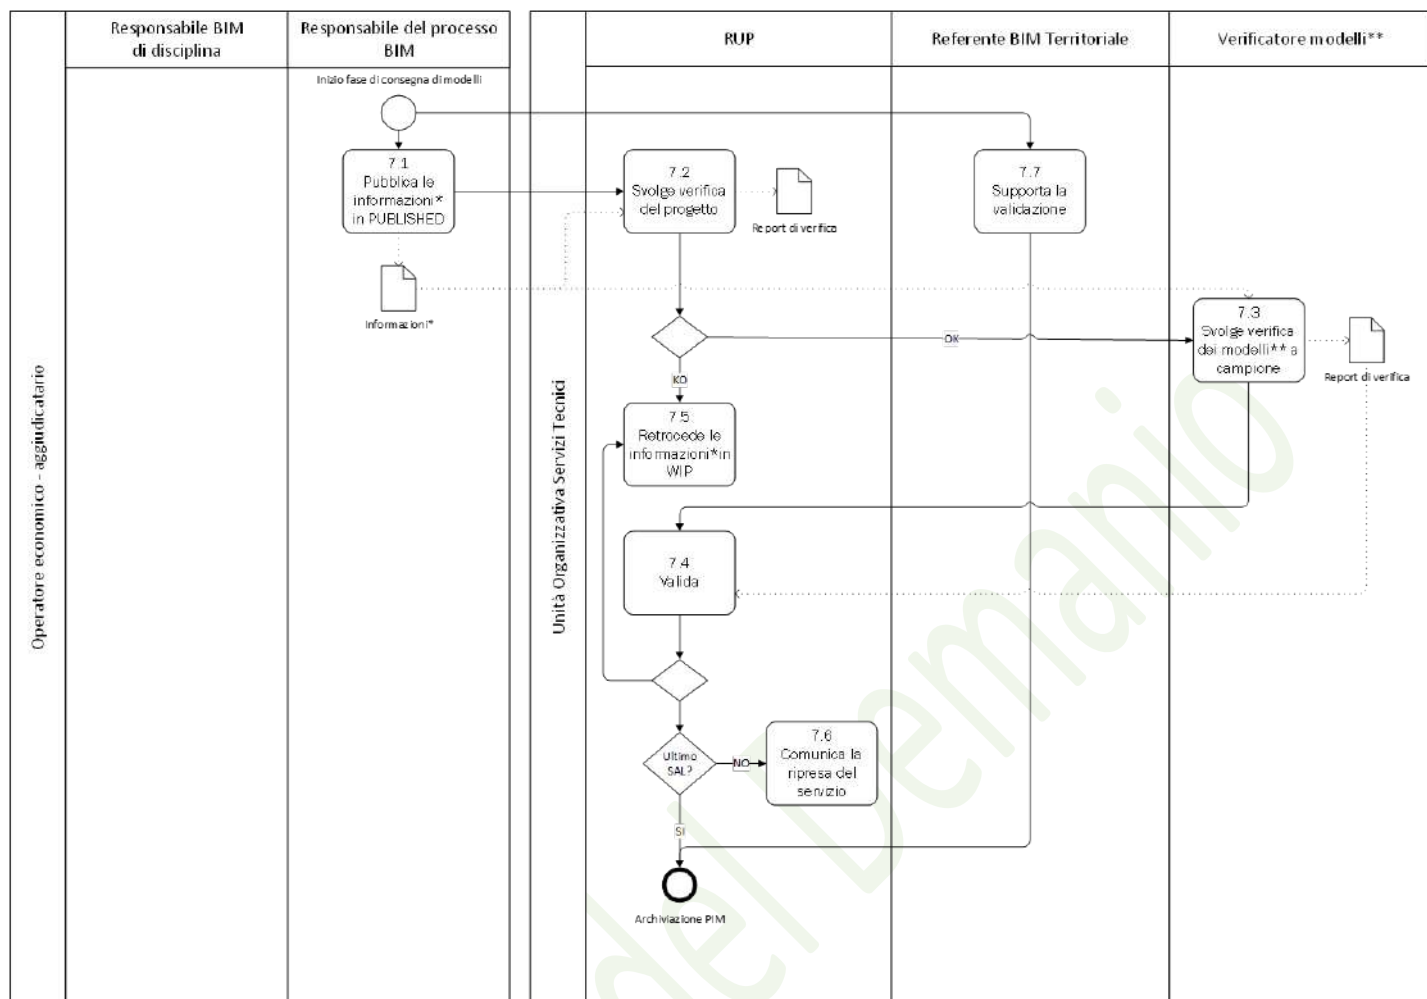 Responsabile BIM
di disciplina
Responsabile del processo
BIM
RUP
Referente BIM Territoriale
Verificatore modelli**
Operatore economico - aggiudicatario
Unità Organizzativa Servizi Tecnici
Inizio fase di consegna di modelli
7.1
Pubblica le
informazioni*
in PUBLISHED
Informazioni*
7.2
Svolge verifica
del progetto
Report di verifica
7.7
Supporta la
validazione
OK
7.3
Svolge verifica
dei modelli** a
campione
Report di verifica
KO
7.5
Retrocede le
informazioni*in
WIP
7.4
Valida
Ultimo
SAL?
NO
7.6
Comunica la
ripresa del
servizio
SI
Archiviazione PIM
del Demanio